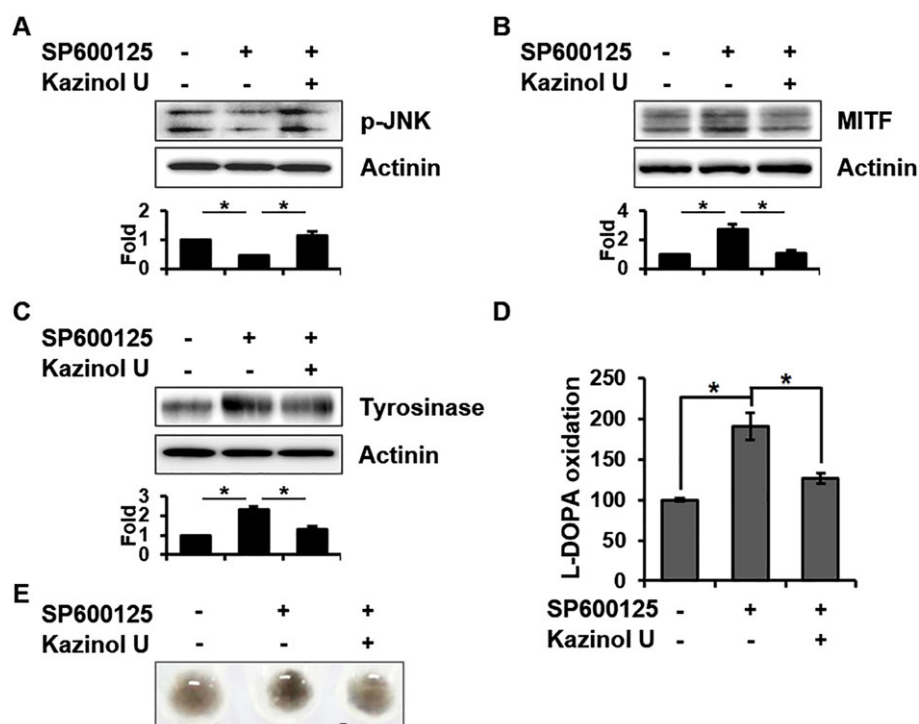 A
SP600125 - + +
Kazinol U - - +
p-JNK
Actinin
Fold
2
1
0
* *
B
SP600125 - + +
Kazinol U - - +
MITF
Actinin
Fold
4
2
0
* *
C
SP600125 - + +
Kazinol U - - +
Tyrosinase
Actinin
Fold
3
2
1
0
* *
D
L-DOPA oxidation
250
200
150
100
50
0
* *
SP600125 - + +
Kazinol U - - +
E
SP600125 - + +
Kazinol U - - +